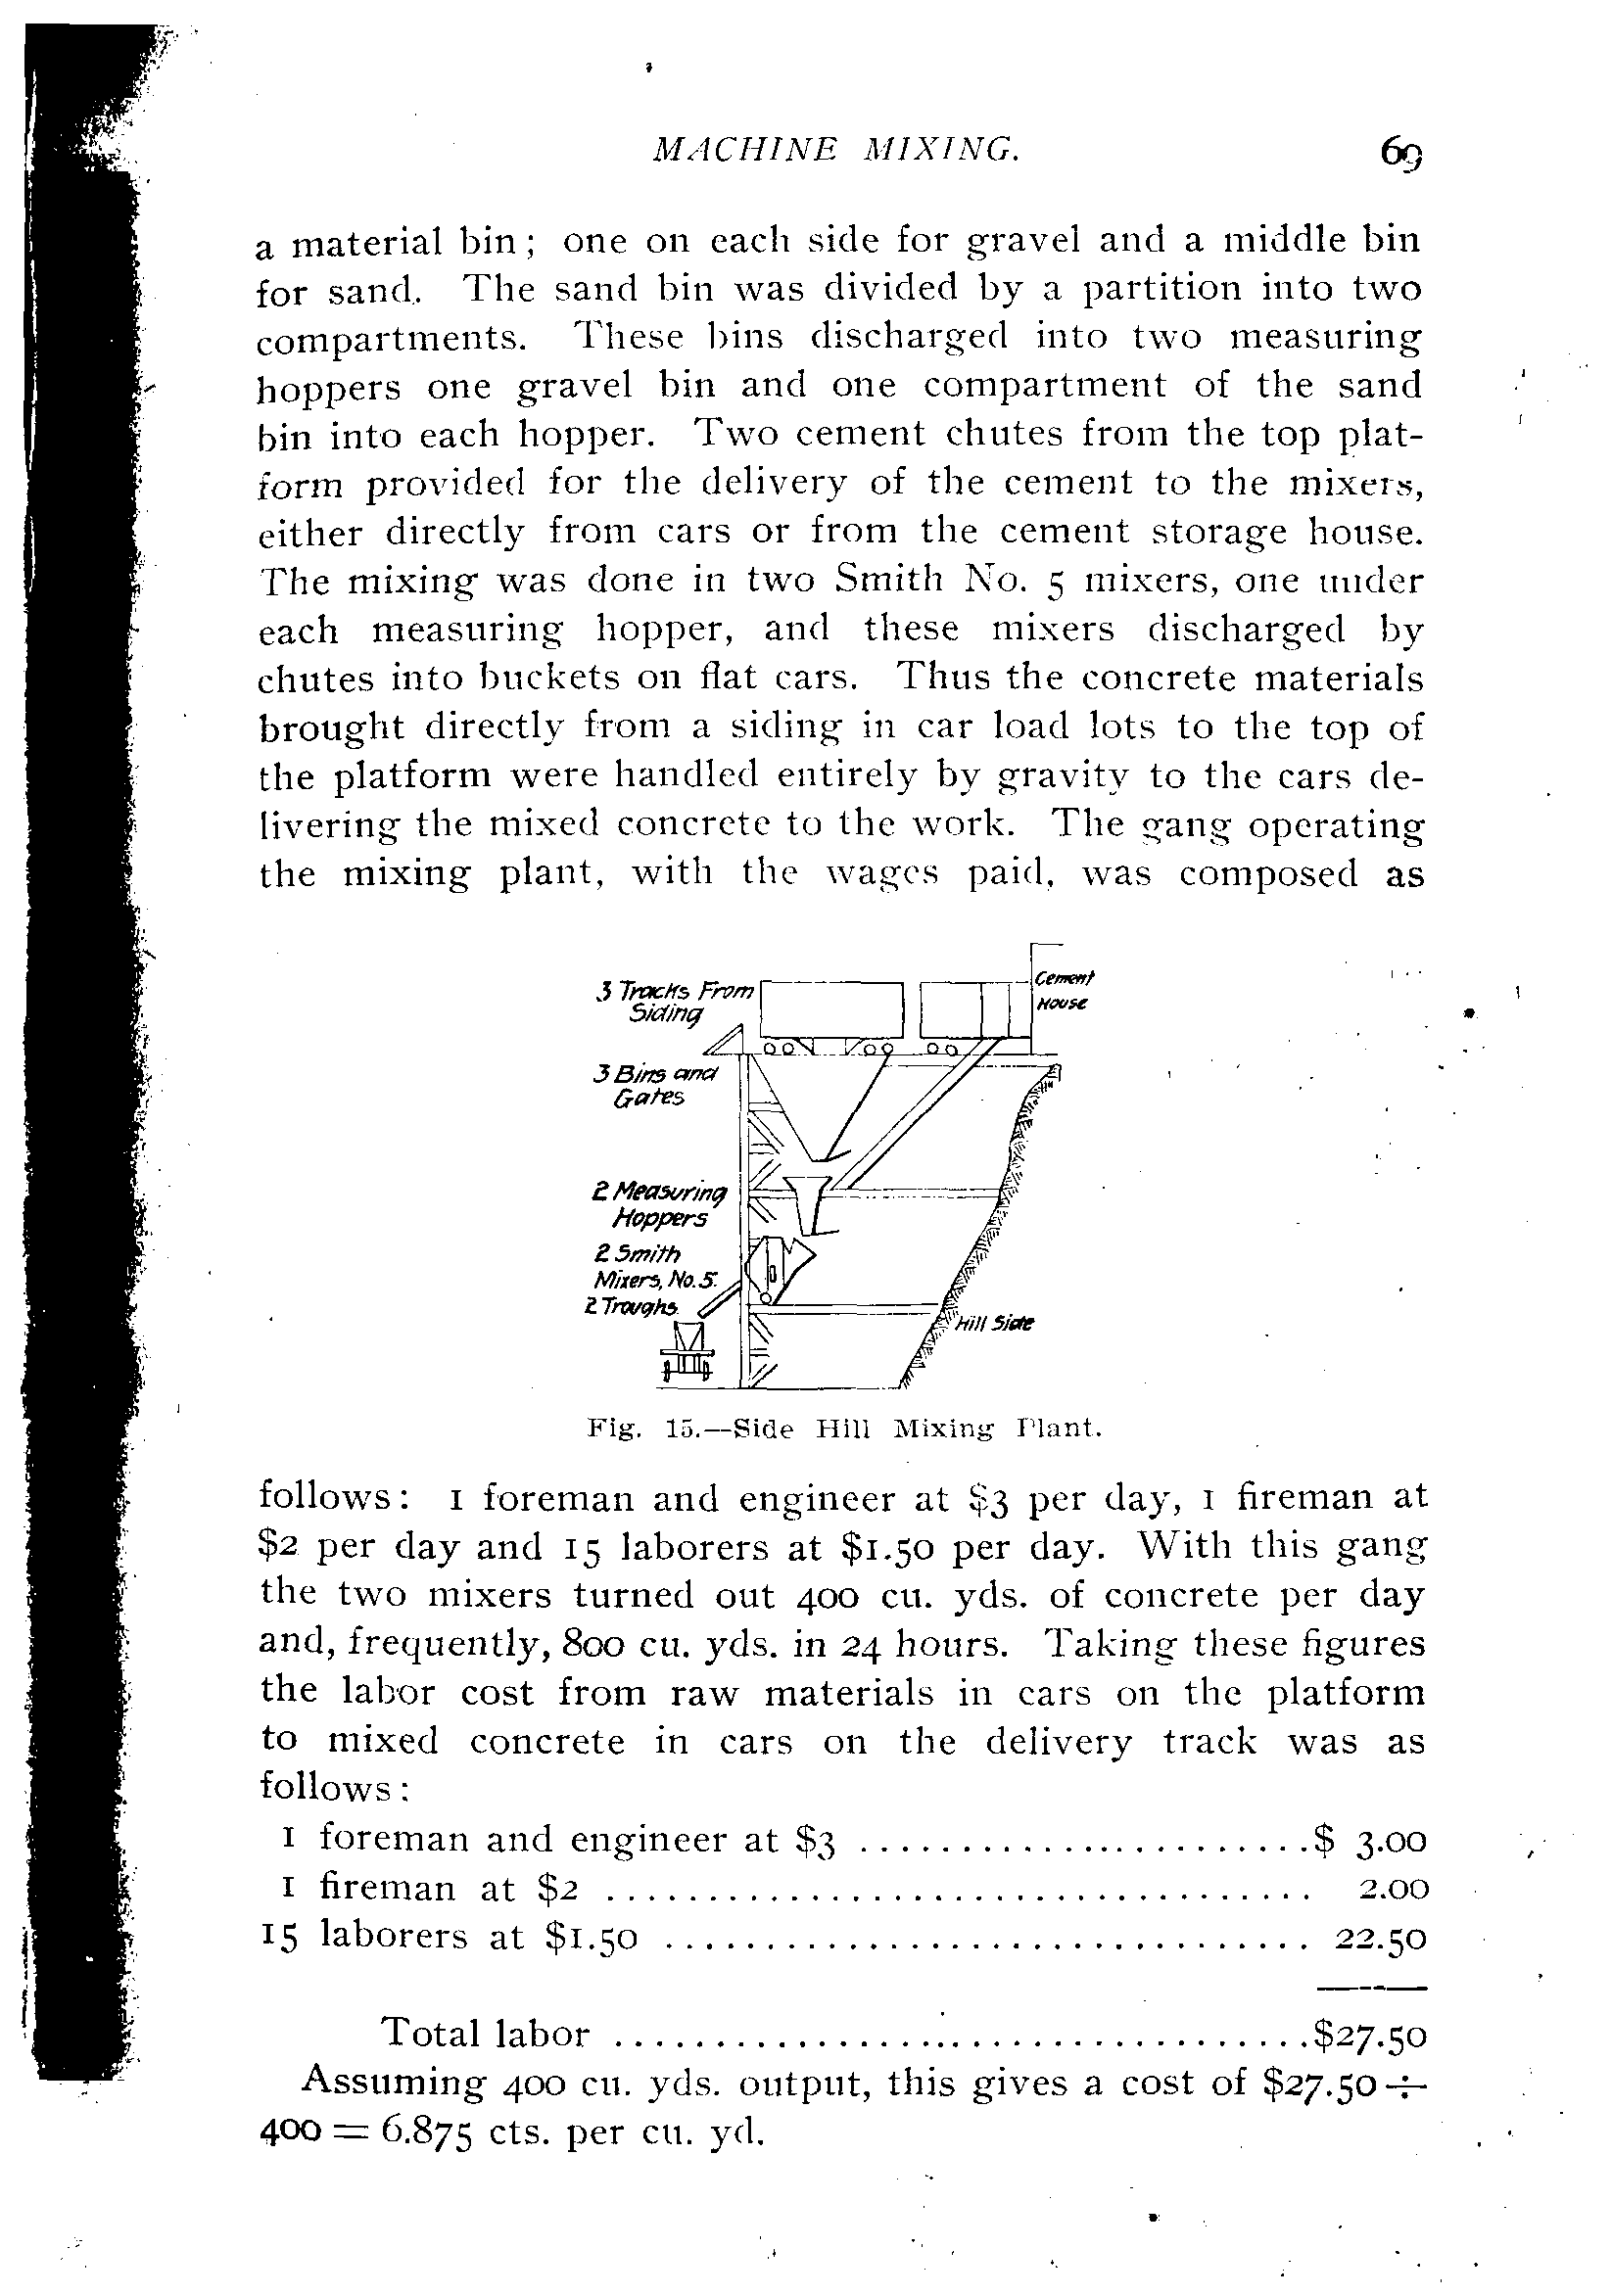 MACHINE MIXING. 69
a material bin; one on each side for gravel and a middle bin
for sand. The sand bin was divided by a partition into two
compartments. These bins discharged into two measuring
hoppers one gravel bin and one compartment of the sand
bin into each hopper. Two cement chutes from the top plat-
form provided for the delivery of the cement to the mixers,
either directly from cars or from the cement storage house.
The mixing was done in two Smith No. 5 mixers, one under
each measuring hopper, and these mixers discharged by
chutes into buckets on flat cars. Thus the concrete materials
brought directly from a siding in car load lots to the top of
the platform were handled entirely by gravity to the cars de-
livering the mixed concrete to the work. The gang operating
the mixing plant, with the wages paid, was composed as
3 Tracks From
Siding
Cement
House
3 Bins and
Gates
2 Measuring
Hoppers
2 Smith
Mixers, No. 5.
2 Troughs
Hill Side
Fig. 15.—Side Hill Mixing Plant.
follows: 1 foreman and engineer at $3 per day, 1 fireman at
$2 per day and 15 laborers at $1.50 per day. With this gang
the two mixers turned out 400 cu. yds. of concrete per day
and, frequently, 800 cu. yds. in 24 hours. Taking these figures
the labor cost from raw materials in cars on the platform
to mixed concrete in cars on the delivery track was as
follows:
1 foreman and engineer at $3 ...........................$ 3.00
1 fireman at $2 ................................... 2.00
15 laborers at $1.50 ................................ 22.50
Total labor ...................................$27.50
Assuming 400 cu. yds. output, this gives a cost of $27.50 ÷
400 = 6.875 cts. per cu. yd.